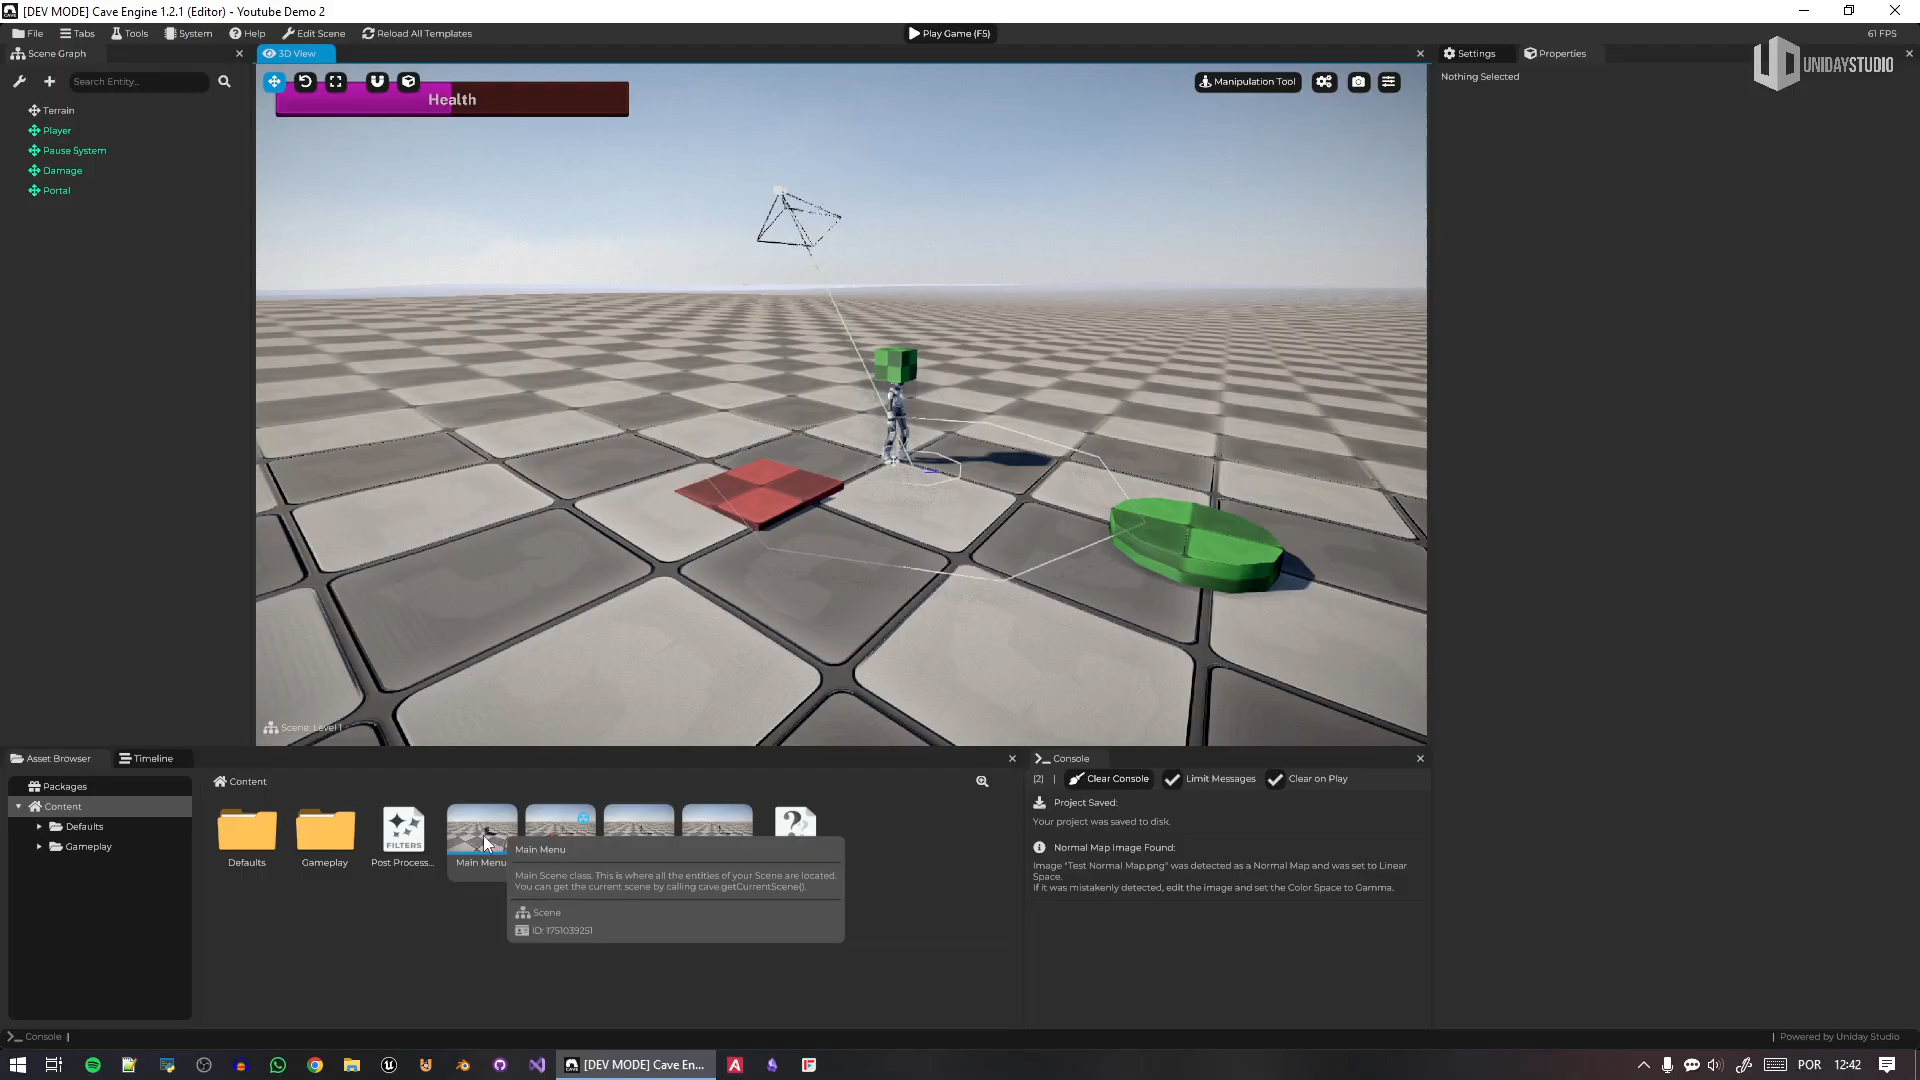 [DEV MODE] Cave Engine 1.2.1 (Editor) - Youtube Demo 2
File Tabs Tools System Help Edit Scene Reload All Templates
Play Game (F5)
61 FPS
Scene Graph
3D View
Settings
Properties
Search Entity...
Nothing Selected
UNIDAYSTUDIO
Manipulation Tool
Health
Terrain
Player
Pause System
Damage
Portal
Scene: Level 1
Asset Browser
Timeline
Console
Packages
Content
Defaults
Gameplay
Content
Defaults
Gameplay
FILTERS
Post Process...
Main Menu
Main Menu
Main Scene class. This is where all the entities of your Scene are located.
You can get the current scene by calling cave.getCurrentScene().
Scene
ID: 1751039251
[2] | Clear Console
Limit Messages
Clear on Play
Project Saved:
Your project was saved to disk.
Normal Map Image Found:
Image "Test Normal Map.png" was detected as a Normal Map and was set to Linear
Space.
If it was mistakenly detected, edit the image and set the Color Space to Gamma.
Console |
| Powered by Uniday Studio
[DEV MODE] Cave En...
POR
12:42